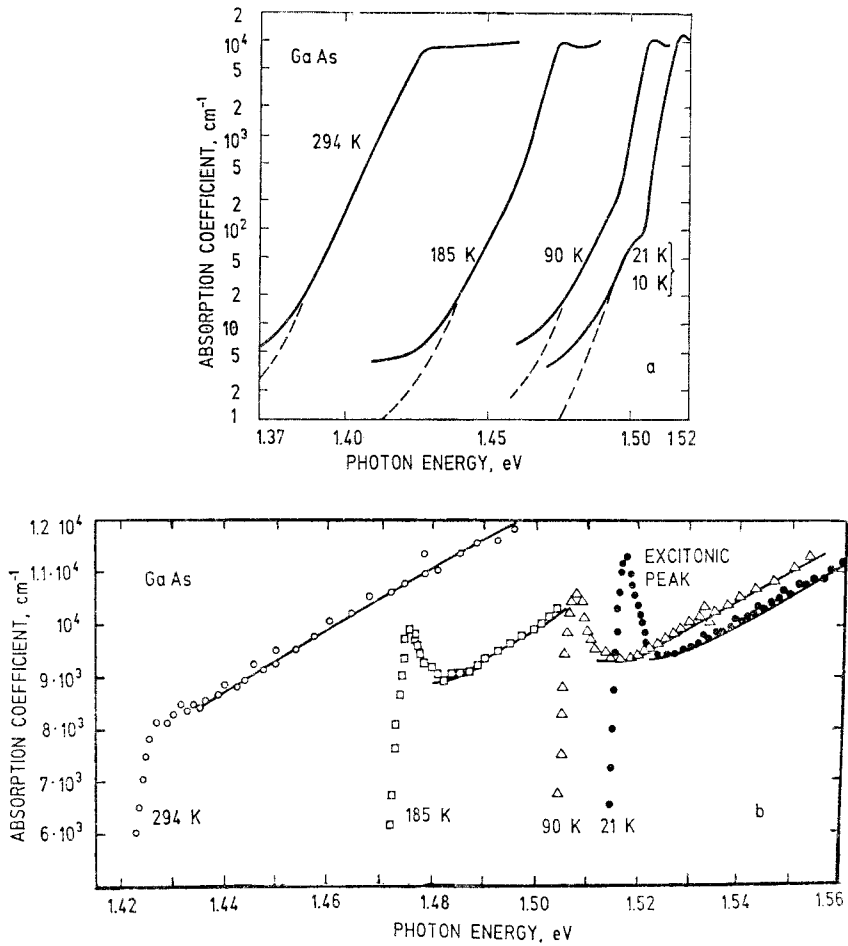 ABSORPTION COEFFICIENT, cm⁻¹
2
10⁴
5
2
10³
5
2
10²
5
2
10
5
2
1
GaAs
294 K
185 K
90 K
21 K
10 K
a
1.37
1.40
1.45
1.50
1 52
PHOTON ENERGY, eV
ABSORPTION COEFFICIENT, cm⁻¹
1.2 10⁴
1.1·10⁴
10⁴
9·10³
8·10³
7·10³
6·10³
GaAs
EXCITONIC
PEAK
294 K
185 K
90 K
21 K
b
1.42
1.44
1.46
1.48
1.50
1.52
1.54
1.56
PHOTON ENERGY, eV